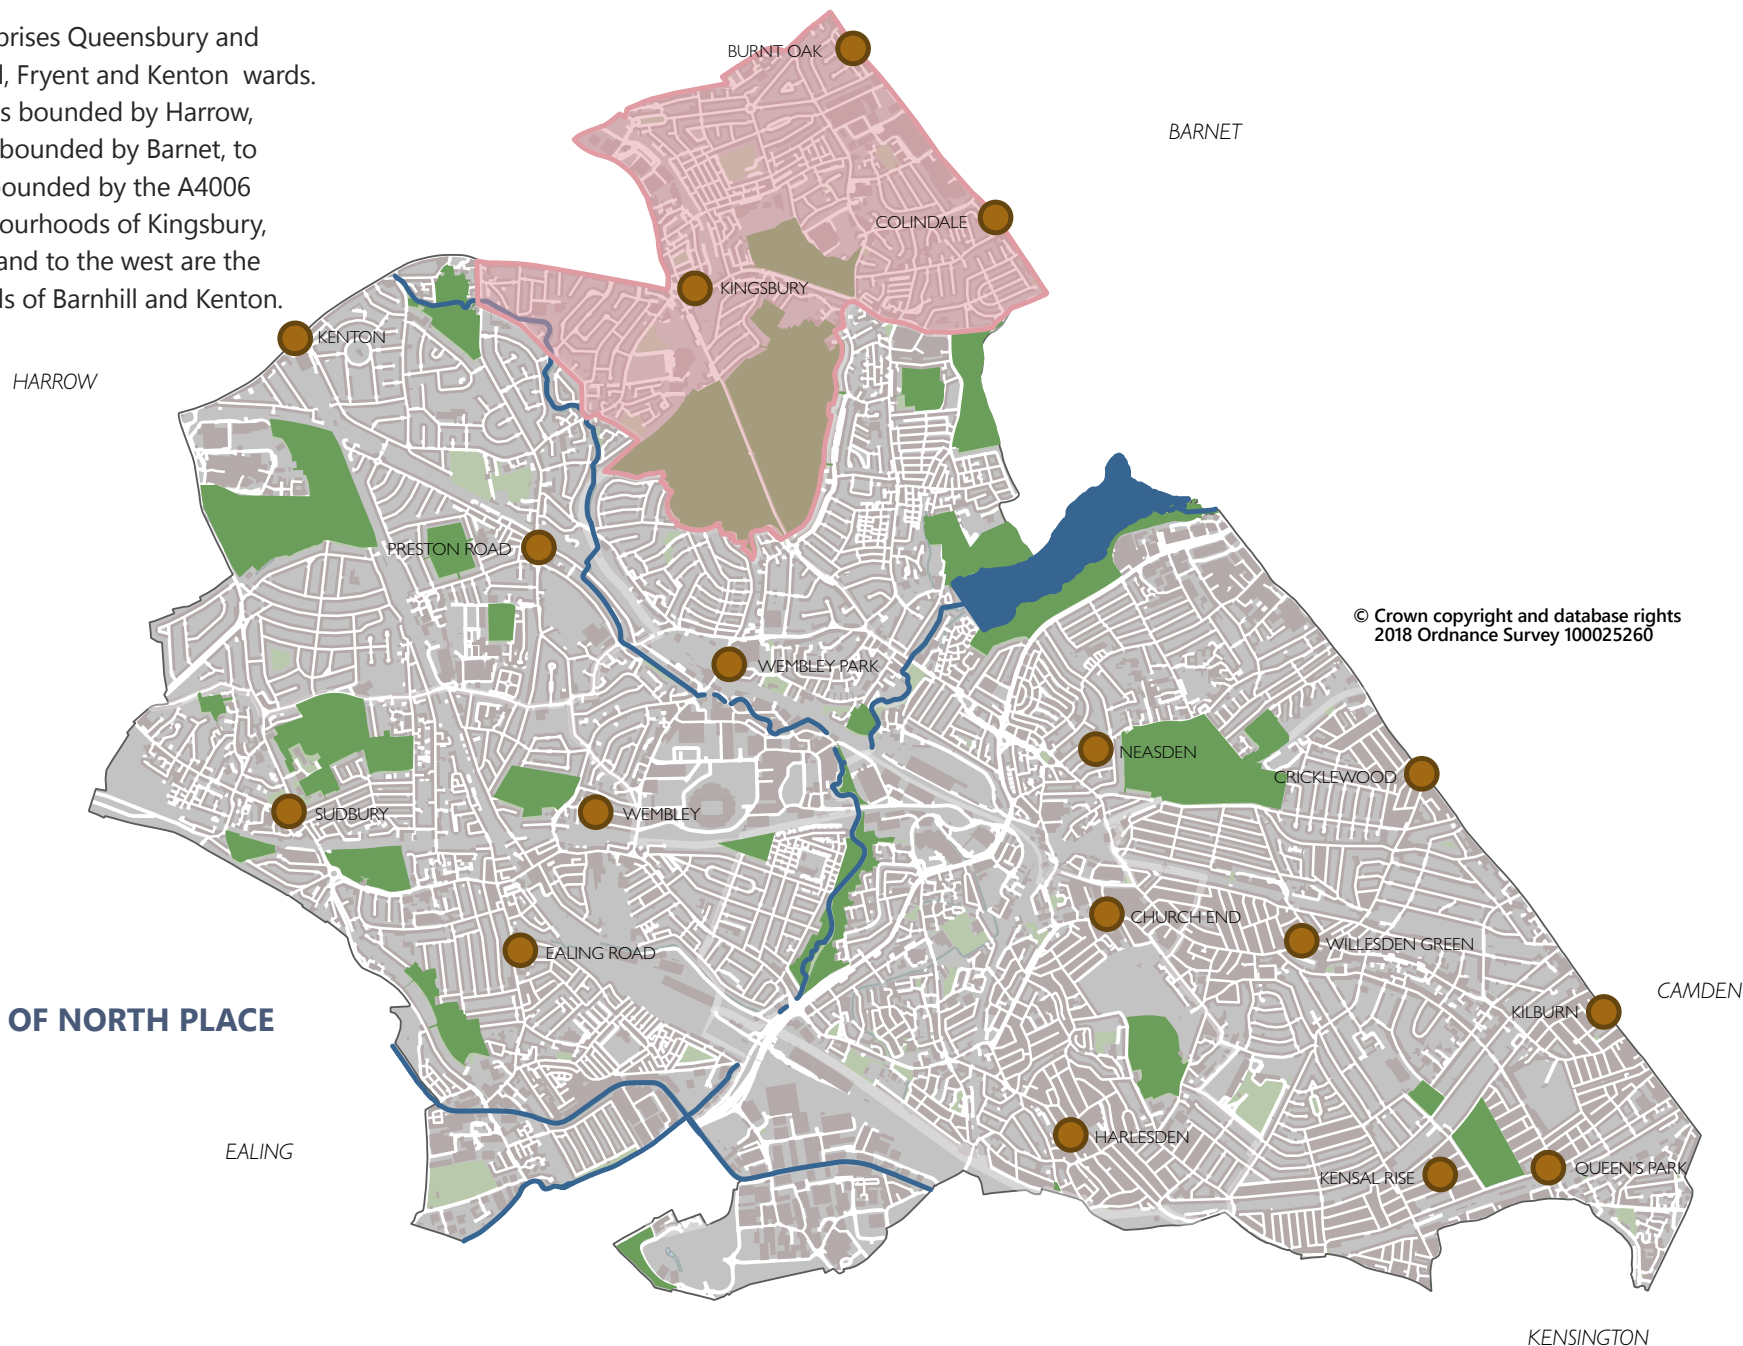 prises Queensbury and
, Fryent and Kenton wards.
s bounded by Harrow,
bounded by Barnet, to
ounded by the A4006
ourhoods of Kingsbury,
and to the west are the
ds of Barnhill and Kenton.
BURNT OAK
BARNET
COLINDALE
KINGSBURY
KENTON
HARROW
PRESTON ROAD
© Crown copyright and database rights
2018 Ordnance Survey 100025260
WEMBLEY PARK
NEASDEN
CRICKLEWOOD
SUDBURY
WEMBLEY
CHURCH END
WILLESDEN GREEN
EALING ROAD
CAMDEN
KILBURN
OF NORTH PLACE
HARLESDEN
EALING
KENSAL RISE
QUEEN'S PARK
KENSINGTON